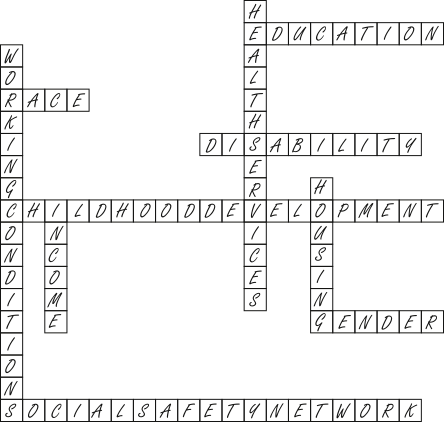 HEALTHSERVICES
EDUCATION
WORKINGCONDITIONS
RACE
DISABILITY
HOUSING
CHILDHOODDEVELOPMENT
INCOME
GENDER
SOCIALSAFETYNETWORK